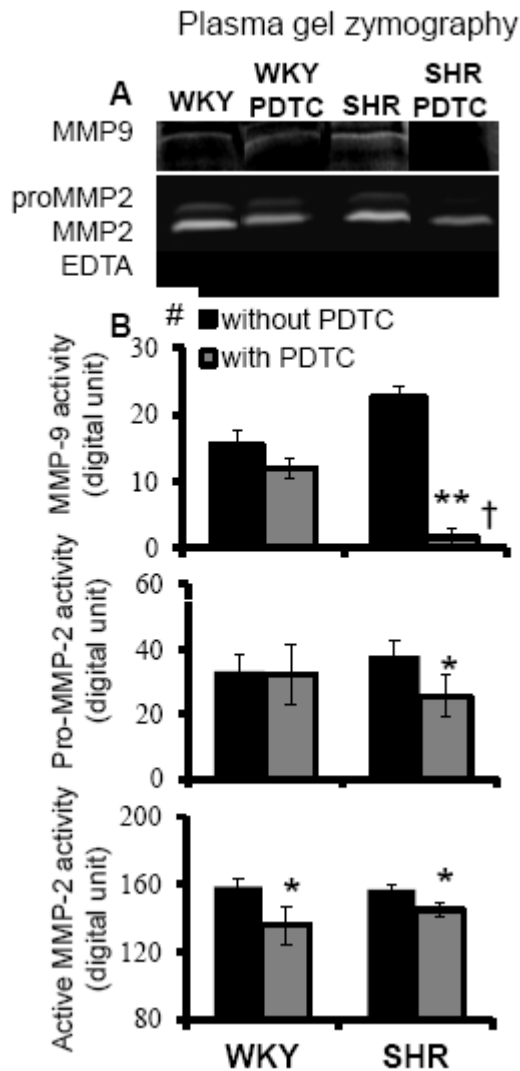 Plasma gel zymography
A WKY WKY PDTC SHR SHR PDTC
MMP9
proMMP2
MMP2
EDTA
B # without PDTC
with PDTC
MMP-9 activity
(digital unit)
30
20
10
0
** †
Pro-MMP-2 activity
(digital unit)
60
40
20
0
*
Active MMP-2 activity
(digital unit)
200
160
120
80
* *
WKY SHR